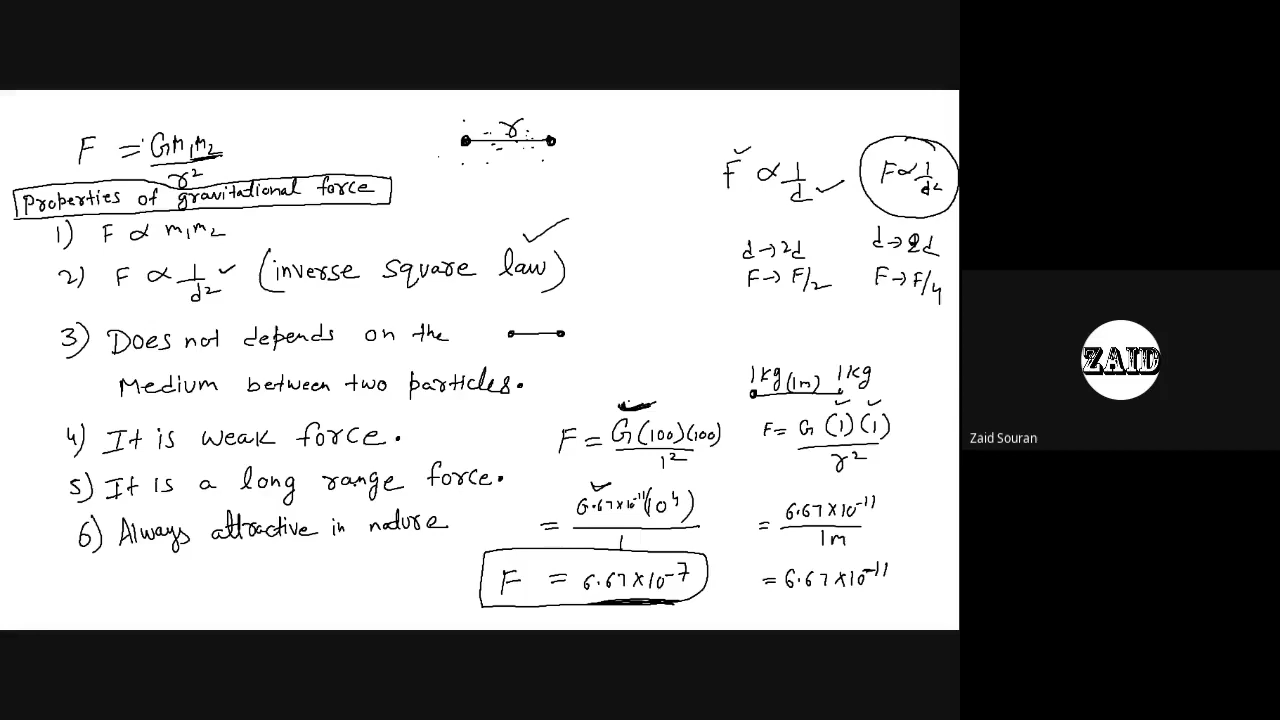 F = Gm₁m₂/r²
r
Properties of gravitational force
1) F ∝ m₁m₂
2) F ∝ 1/d² (inverse square law)
3) Does not depends on the
Medium between two particles.
4) It is weak force.
5) It is a long range force.
6) Always attractive in nature
F ∝ 1/d
d → 2d
F → F/2
F ∝ 1/d²
d → 2d
F → F/4
F = G(100)(100)/1²
= 6.67×10⁻¹¹(10⁴)/1
F = 6.67×10⁻⁷
1kg (1m) 1kg
F = G(1)(1)/r²
= 6.67×10⁻¹¹/1m
= 6.67×10⁻¹¹
ZAID
Zaid Souran